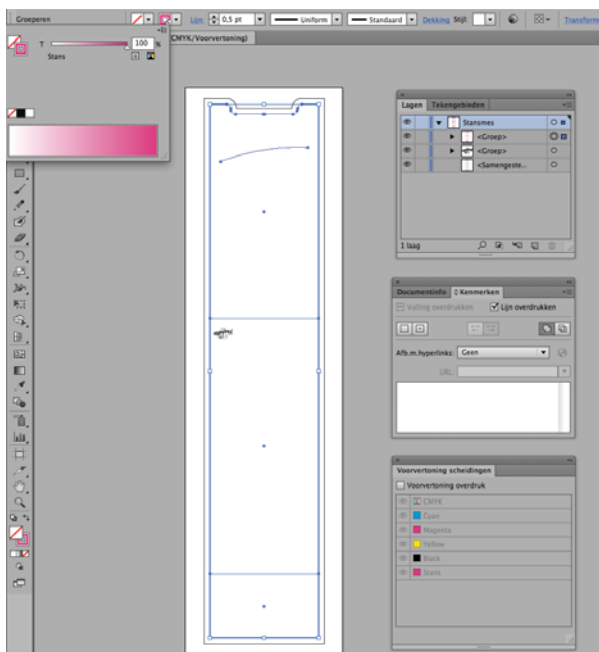 Groeperen Lijn: 0,5 pt Uniform Standaard Dekking Stijl Transform
CMYK/Voorvertoning)
T 100 %
Stans
Lagen Tekengebieden
Stansmes
<Groep>
<Groep>
<Samengeste...
1 laag
Documentinfo Kenmerken
Vulling overdrukken Lijn overdrukken
Afb.m.hyperlinks: Geen
URL:
Voorvertoning scheidingen
Voorvertoning overdruk
CMYK
Cyan
Magenta
Yellow
Black
Stans